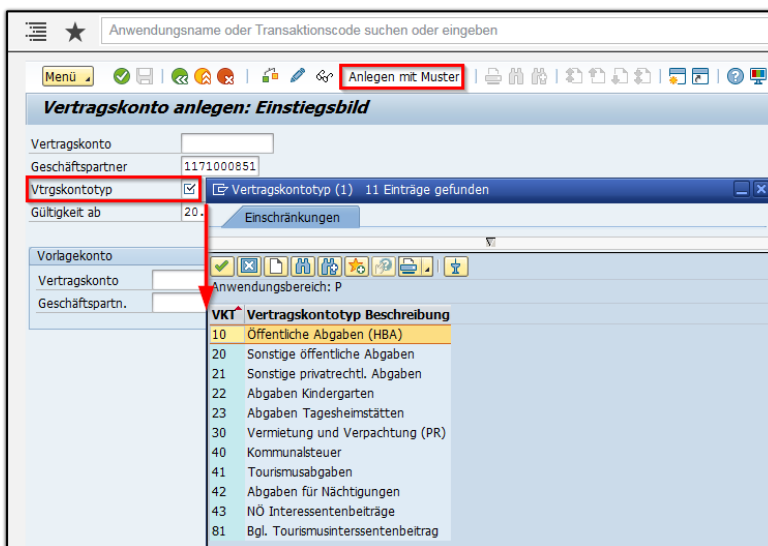 Anwendungsname oder Transaktionscode suchen oder eingeben
Menü Anlegen mit Muster
Vertragskonto anlegen: Einstiegsbild
Vertragskonto
Geschäftspartner 1171000851
Vtrgskontotyp
Gültigkeit ab 20.
Vorlagekonto
Vertragskonto
Geschäftspartn.
Vertragskontotyp (1) 11 Einträge gefunden
Einschränkungen
Anwendungsbereich: P
VKT Vertragskontotyp Beschreibung
10 Öffentliche Abgaben (HBA)
20 Sonstige öffentliche Abgaben
21 Sonstige privatrechtl. Abgaben
22 Abgaben Kindergarten
23 Abgaben Tagesheimstätten
30 Vermietung und Verpachtung (PR)
40 Kommunalsteuer
41 Tourismusabgaben
42 Abgaben für Nächtigungen
43 NÖ Interessentenbeiträge
81 Bgl. Tourismusinterssentenbeitrag